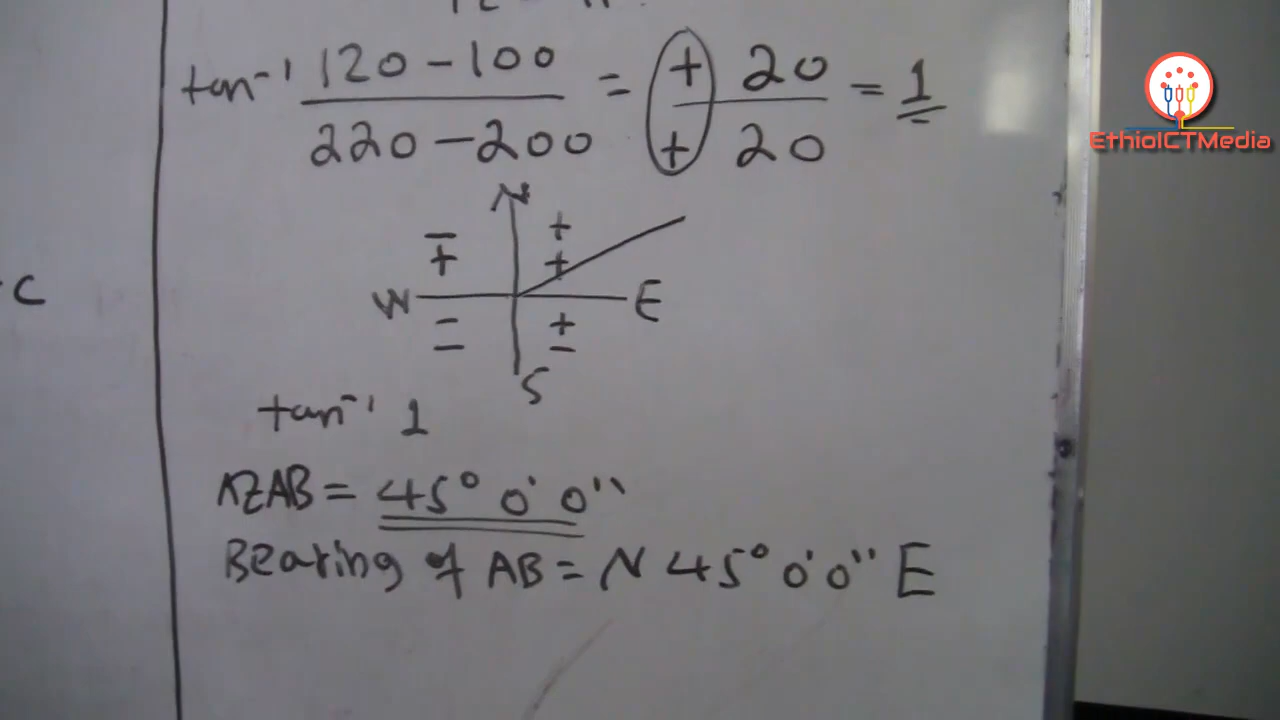 tan⁻¹ 120 - 100 / 220 - 200 = + 20 / + 20 = 1
EthioICTMedia
N
- +
+ +
C
W
E
- -
+ -
S
tan⁻¹ 1
AZAB = 45° 0' 0''
Bearing of AB = N 45° 0' 0'' E